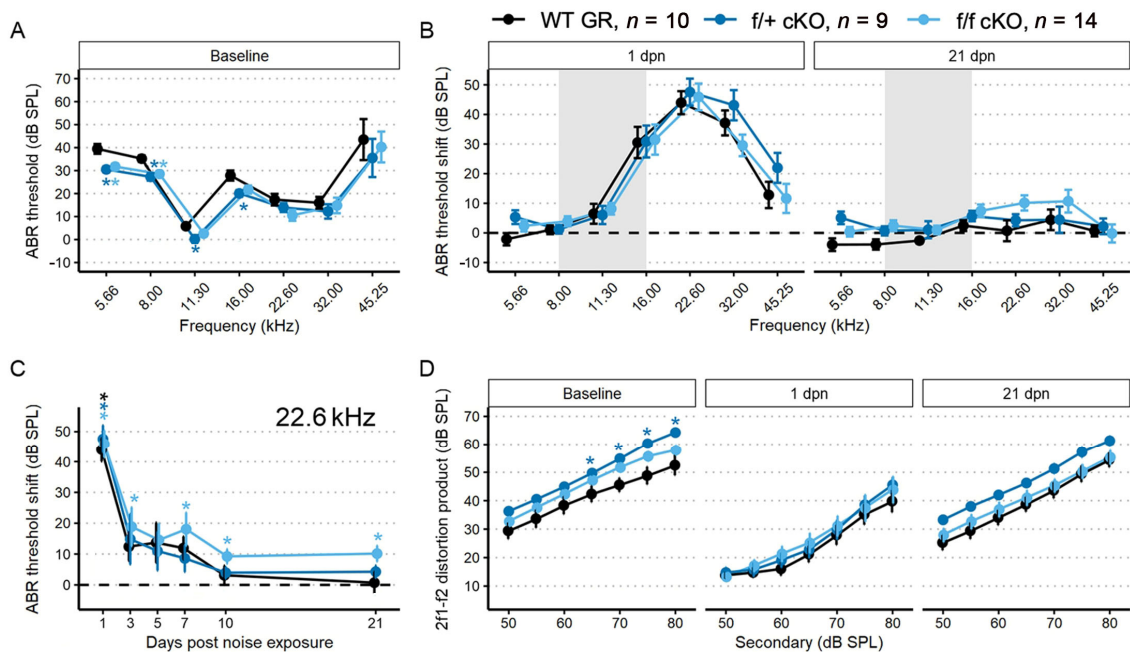 WT GR, n = 10 f/+ cKO, n = 9 f/f cKO, n = 14
A
Baseline
ABR threshold (dB SPL)
70
60
50
40
30
20
10
0
-10
* * * * * * 
5.66 8.00 11.30 16.00 22.60 32.00 45.25
Frequency (kHz)
B
1 dpn 21 dpn
ABR threshold shift (dB SPL)
50
40
30
20
10
0
-10
5.66 8.00 11.30 16.00 22.60 32.00 45.25 5.66 8.00 11.30 16.00 22.60 32.00 45.25
Frequency (kHz)
C
22.6 kHz
ABR threshold shift (dB SPL)
50
40
30
20
10
0
* * * * * * *
1 3 5 7 10 21
Days post noise exposure
D
Baseline 1 dpn 21 dpn
2f1-f2 distortion product (dB SPL)
70
60
50
40
30
20
10
* * * *
50 60 70 80 50 60 70 80 50 60 70 80
Secondary (dB SPL)